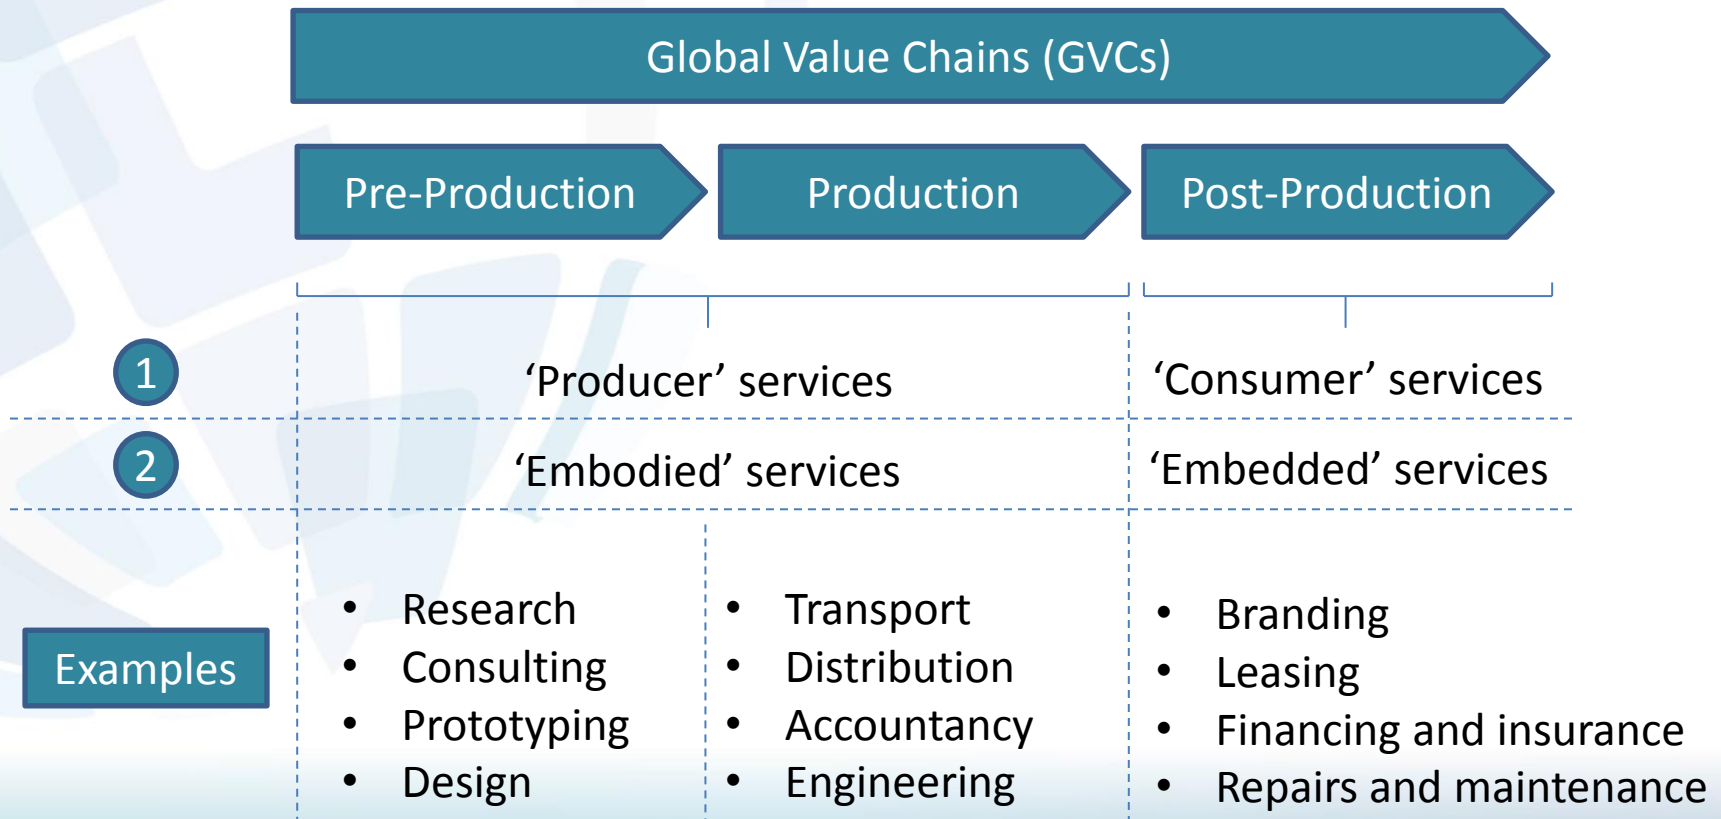 Global Value Chains (GVCs)
Pre-Production
Production
Post-Production
1
‘Producer’ services
‘Consumer’ services
2
‘Embodied’ services
‘Embedded’ services
Examples
• Research
• Consulting
• Prototyping
• Design
• Transport
• Distribution
• Accountancy
• Engineering
• Branding
• Leasing
• Financing and insurance
• Repairs and maintenance